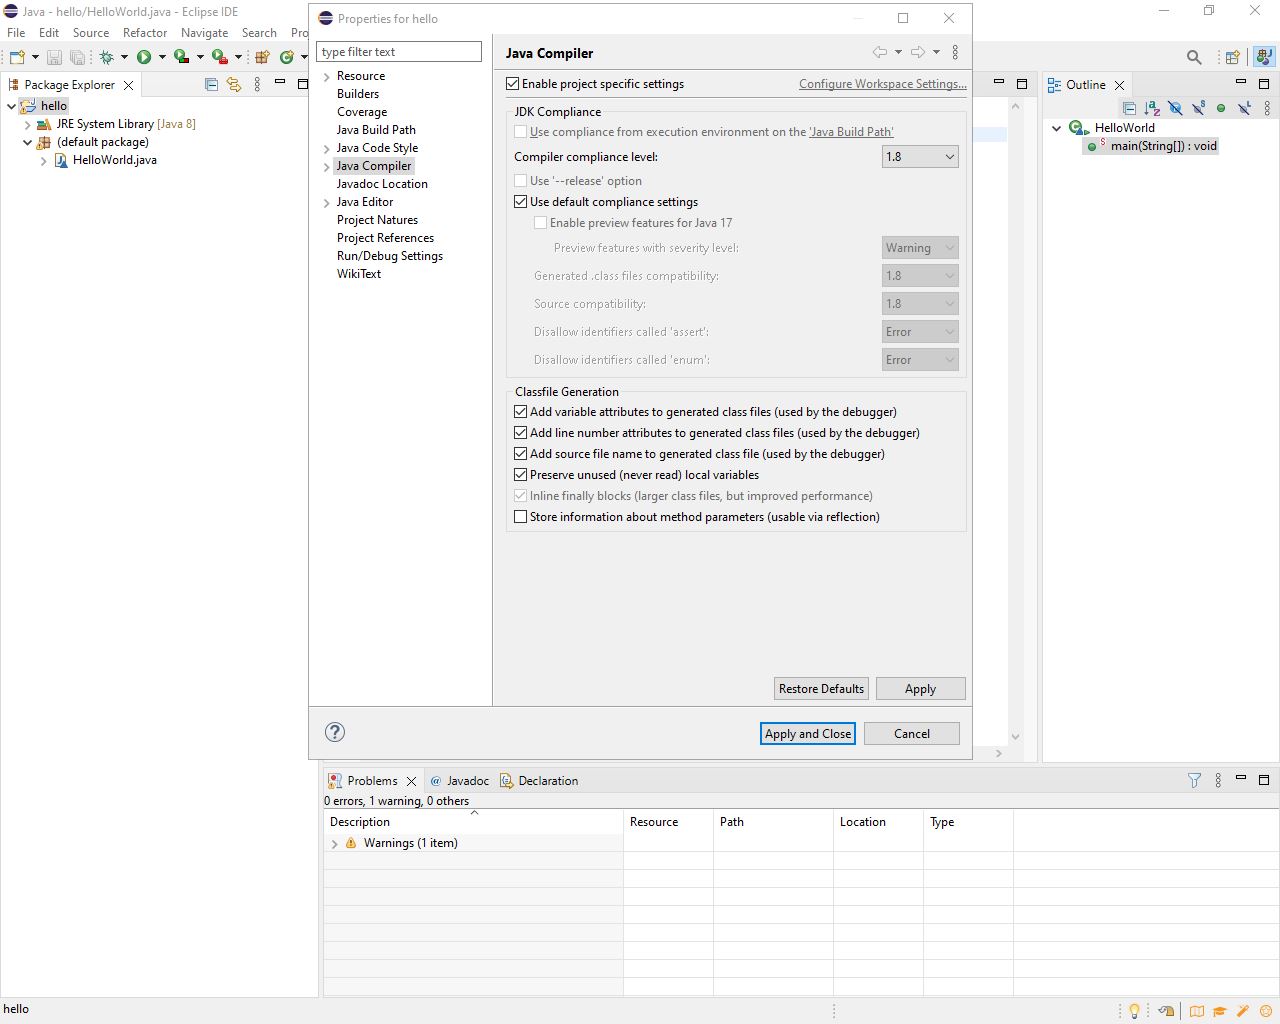 Java - hello/HelloWorld.java - Eclipse IDE
File Edit Source Refactor Navigate Search Pro
Package Explorer
hello
JRE System Library [Java 8]
(default package)
HelloWorld.java
Properties for hello
type filter text
Resource
Builders
Coverage
Java Build Path
Java Code Style
Java Compiler
Javadoc Location
Java Editor
Project Natures
Project References
Run/Debug Settings
WikiText
Java Compiler
Enable project specific settings Configure Workspace Settings...
JDK Compliance
Use compliance from execution environment on the 'Java Build Path'
Compiler compliance level: 1.8
Use '--release' option
Use default compliance settings
Enable preview features for Java 17
Preview features with severity level: Warning
Generated .class files compatibility: 1.8
Source compatibility: 1.8
Disallow identifiers called 'assert': Error
Disallow identifiers called 'enum': Error
Classfile Generation
Add variable attributes to generated class files (used by the debugger)
Add line number attributes to generated class files (used by the debugger)
Add source file name to generated class file (used by the debugger)
Preserve unused (never read) local variables
Inline finally blocks (larger class files, but improved performance)
Store information about method parameters (usable via reflection)
Restore Defaults Apply
Apply and Close Cancel
Outline
HelloWorld
main(String[]) : void
Problems Javadoc Declaration
0 errors, 1 warning, 0 others
Description Resource Path Location Type
Warnings (1 item)
hello